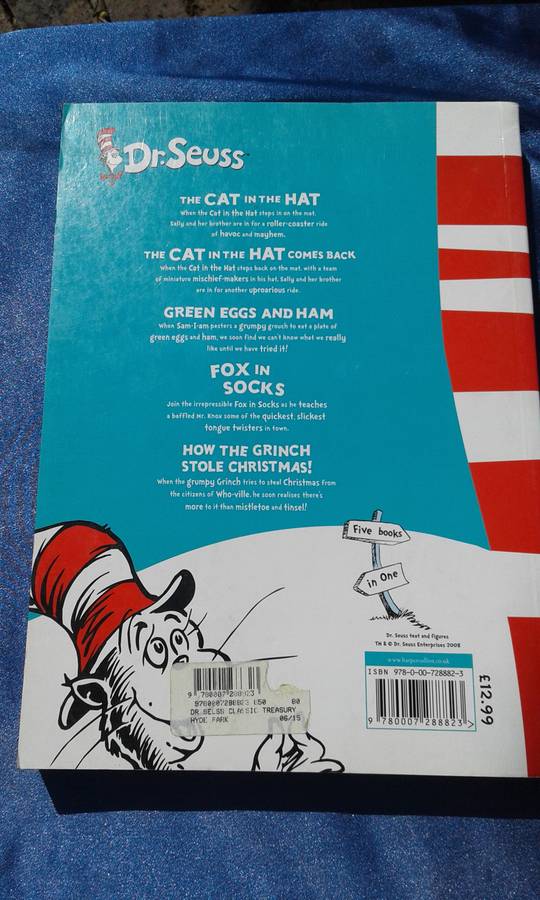 Dr. Seuss™
THE CAT IN THE HAT
When the Cat in the Hat steps in on the mat,
Sally and her brother are in for a roller-coaster ride
of havoc and mayhem.
THE CAT IN THE HAT COMES BACK
When the Cat in the Hat steps back on the mat, with a team
of miniature mischief-makers in his hat, Sally and her brother
are in for another uproarious ride.
GREEN EGGS AND HAM
When Sam-I-am pesters a grumpy grouch to eat a plate of
green eggs and ham, we soon find we can't know what we really
like until we have tried it!
FOX IN
SOCKS
Join the irrepressible Fox in Socks as he teaches
a baffled Mr. Knox some of the quickest, slickest
tongue twisters in town.
HOW THE GRINCH
STOLE CHRISTMAS!
When the grumpy Grinch tries to steal Christmas from
the citizens of Who-ville, he soon realises there's
more to it than mistletoe and tinsel!
Five books
in One
Dr. Seuss text and figures
TM & © Dr. Seuss Enterprises 2008
www.harpercollins.co.uk
ISBN 978-0-00-728882-3
9 780007 288823 >
£12.99
9 780007 288823
9780007288823 650 80
DR.SEUSS CLASSIC TREASURY
HYDE PARK 06/15